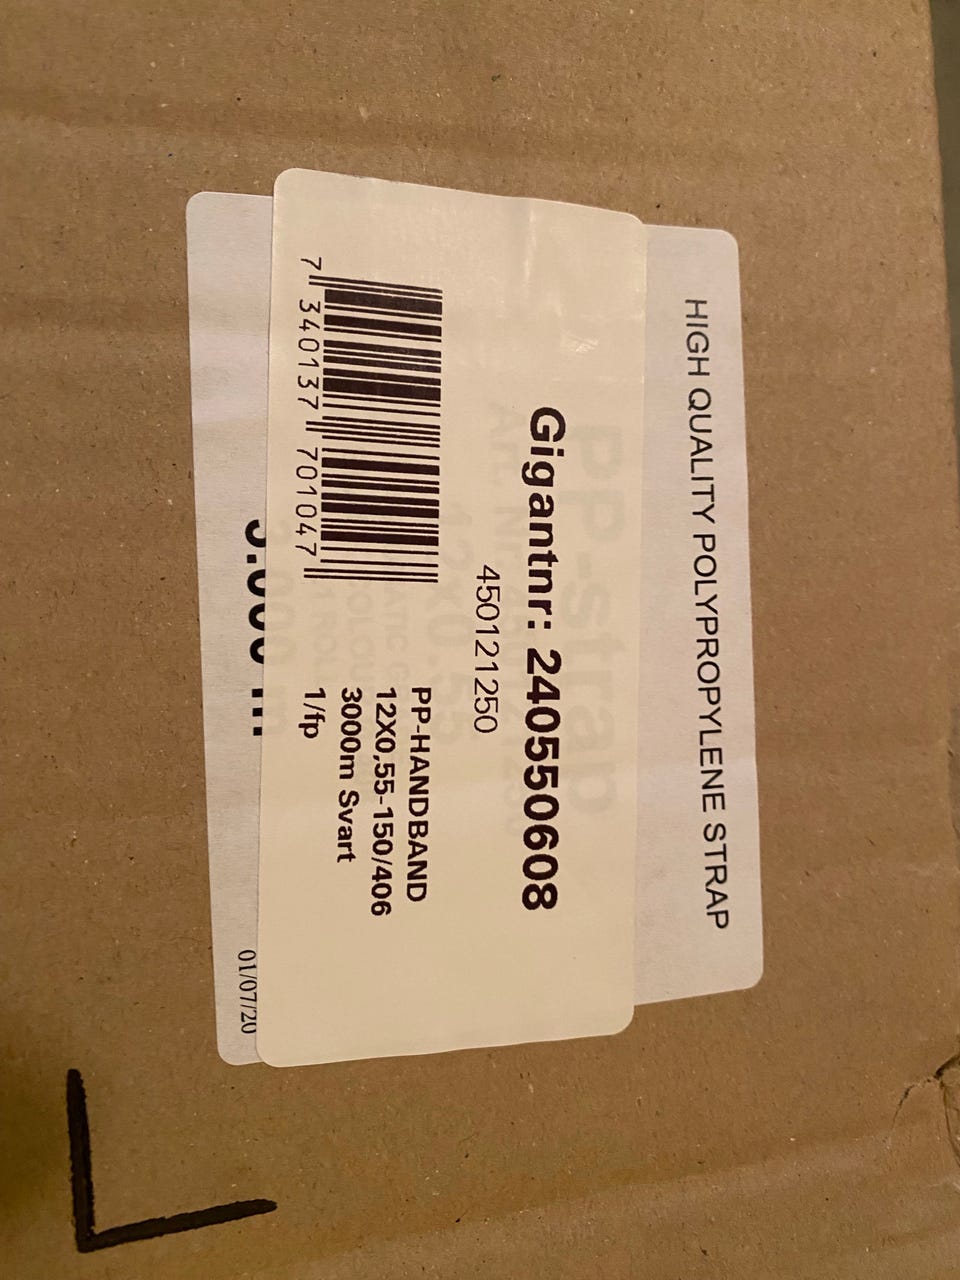 HIGH QUALITY POLYPROPYLENE STRAP
Gigantnr: 240550608
450121250
7 340137 701047
PP-HANDBAND
12X0,55-150/406
3000m Svart
1/fp
01/07/20